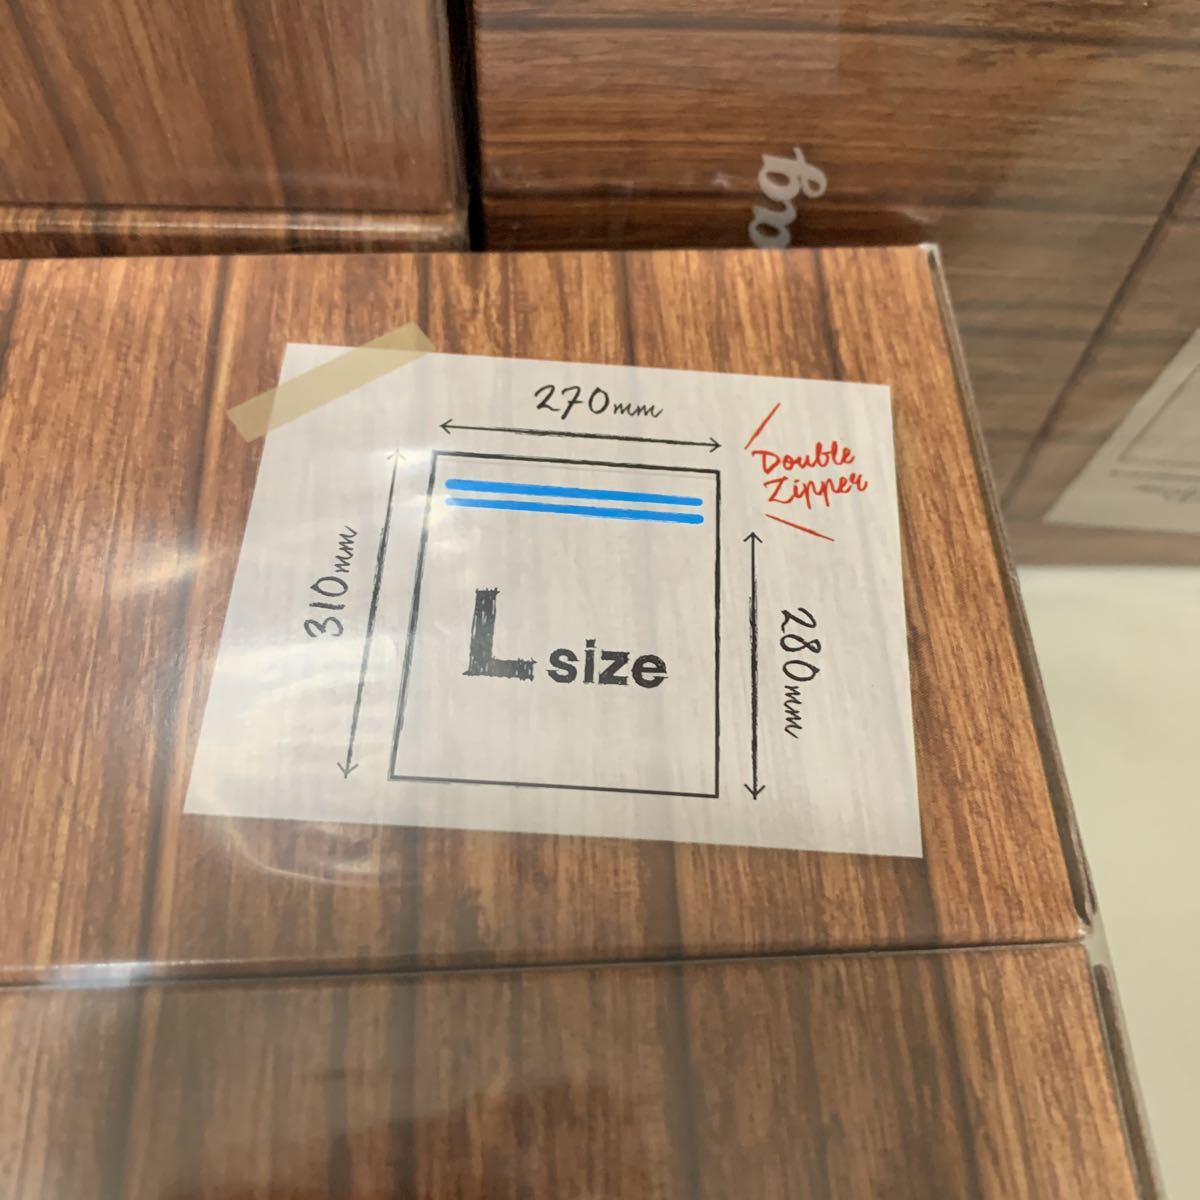 270mm
Double
Zipper
310mm
L size
280mm